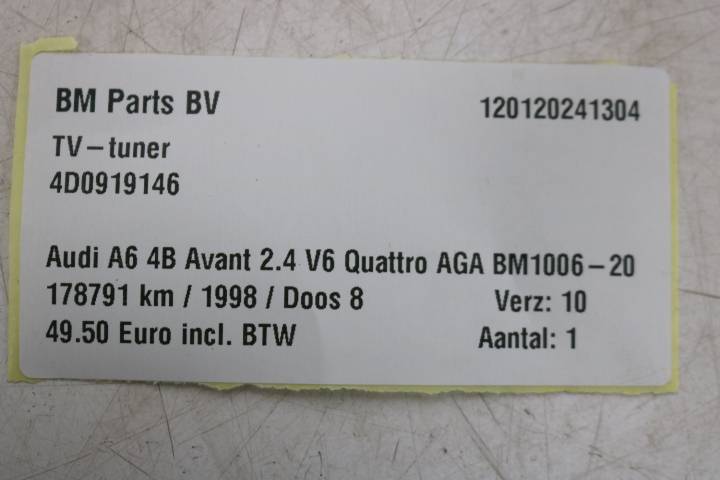 BM Parts BV 120120241304
TV-tuner
4D0919146
Audi A6 4B Avant 2.4 V6 Quattro AGA BM1006-20
178791 km / 1998 / Doos 8 Verz: 10
49.50 Euro incl. BTW Aantal: 1